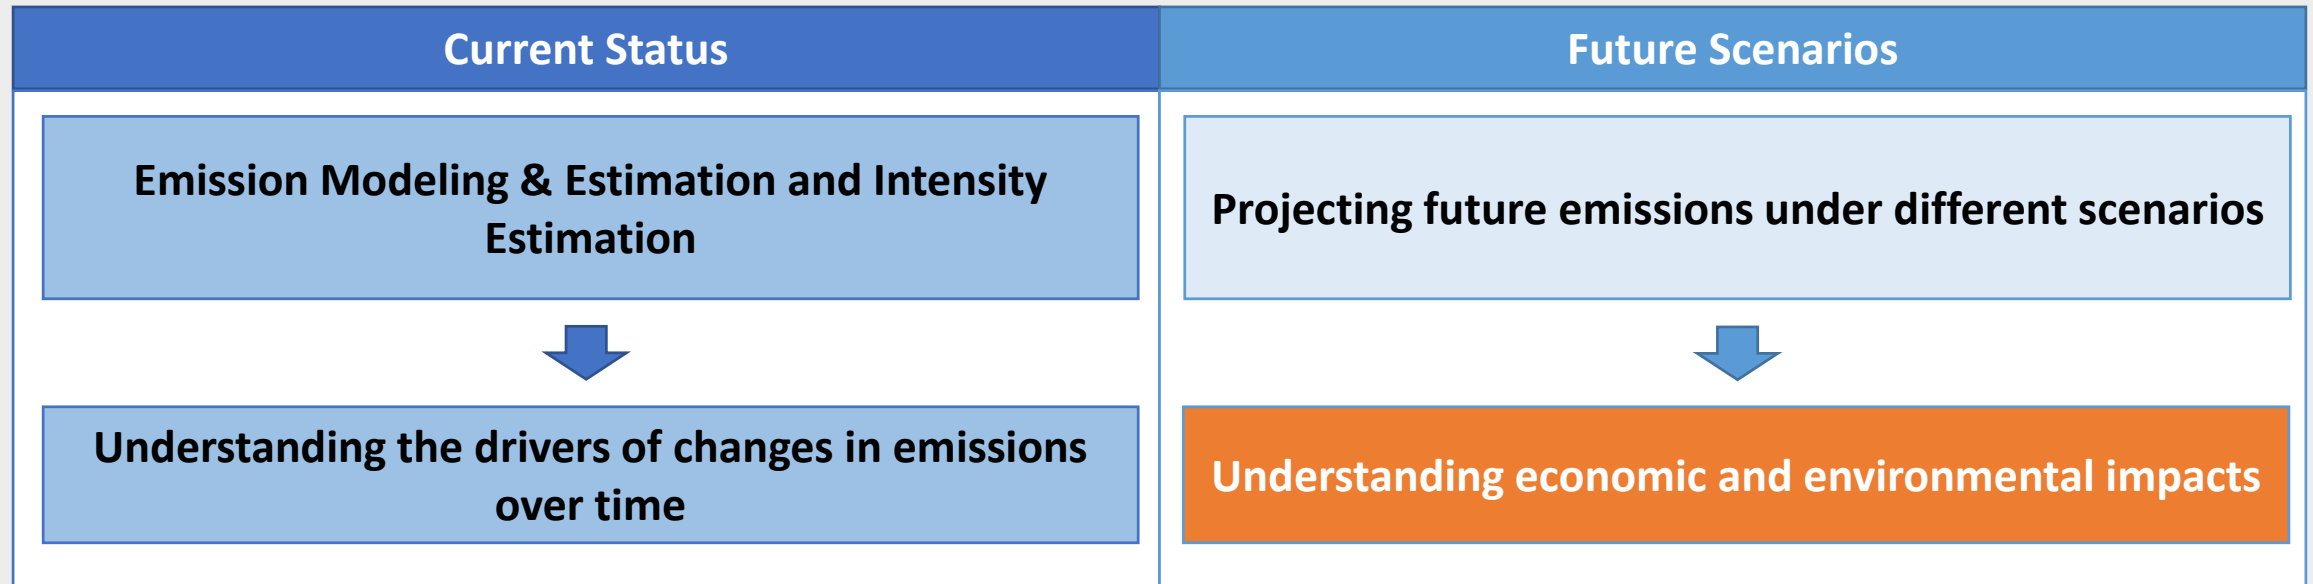 Current Status
Future Scenarios
Emission Modeling & Estimation and Intensity
Estimation
Projecting future emissions under different scenarios
Understanding the drivers of changes in emissions
over time
Understanding economic and environmental impacts